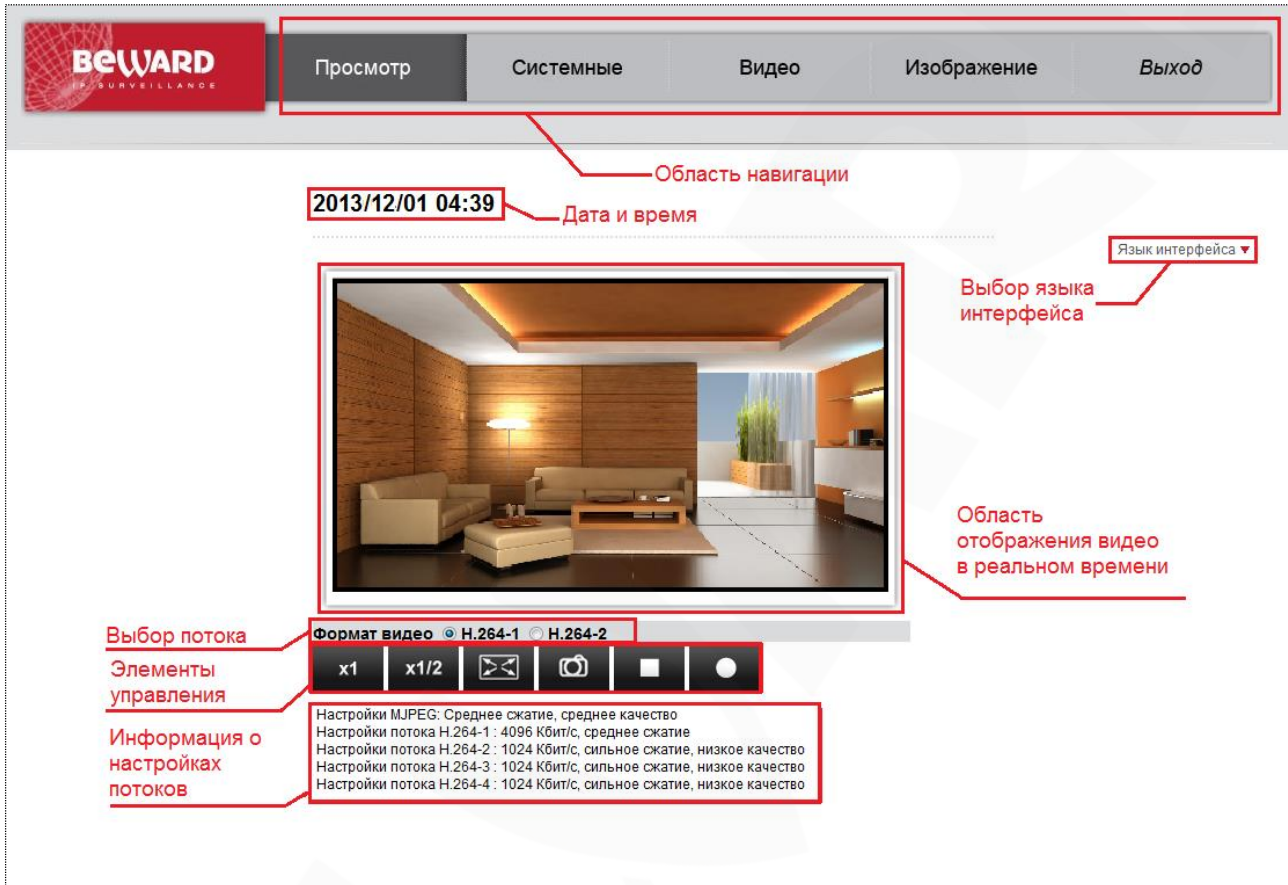 BEWARD
IP SURVEILLANCE
Просмотр
Системные
Видео
Изображение
Выход
Область навигации
2013/12/01 04:39
Дата и время
Язык интерфейса
Выбор языка
интерфейса
Область
отображения видео
в реальном времени
Выбор потока
Формат видео H.264-1 H.264-2
Элементы
управления
x1
x1/2
Информация о
настройках
потоков
Настройки MJPEG: Среднее сжатие, среднее качество
Настройки потока H.264-1 : 4096 Кбит/с, среднее сжатие
Настройки потока H.264-2 : 1024 Кбит/с, сильное сжатие, низкое качество
Настройки потока H.264-3 : 1024 Кбит/с, сильное сжатие, низкое качество
Настройки потока H.264-4 : 1024 Кбит/с, сильное сжатие, низкое качество